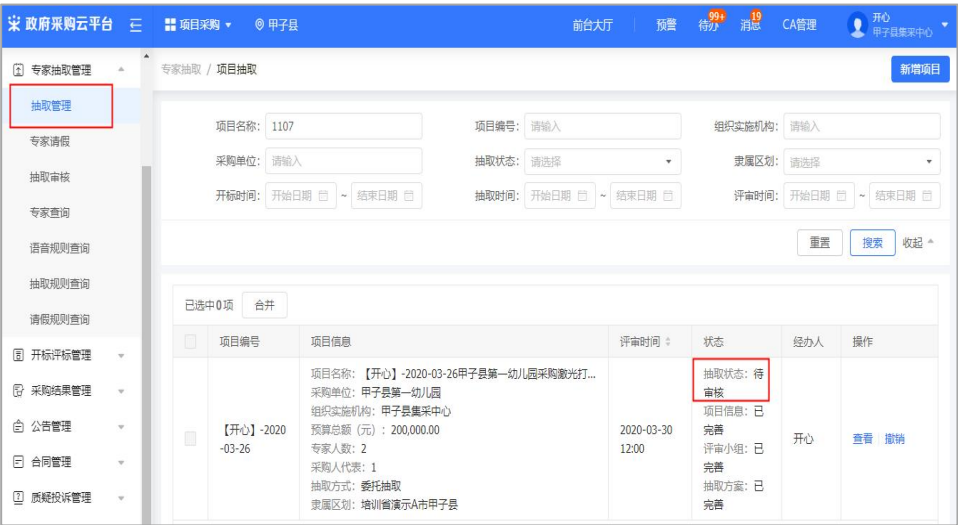 政府采购云平台
项目采购
甲子县
前台大厅
预警
待办
99+
消息
19
CA管理
开心
甲子县集采中心
专家抽取管理
抽取管理
专家请假
抽取审核
专家查询
语音规则查询
抽取规则查询
请假规则查询
开标评标管理
采购结果管理
公告管理
合同管理
质疑投诉管理
专家抽取 / 项目抽取
新增项目
项目名称: 1107
项目编号: 请输入
组织实施机构: 请输入
采购单位: 请输入
抽取状态: 请选择
隶属区划: 请选择
开标时间: 开始日期 ~ 结束日期
抽取时间: 开始日期 ~ 结束日期
评审时间: 开始日期 ~ 结束日期
重置 搜索 收起
已选中0项 合并
项目编号 项目信息 评审时间 状态 经办人 操作
【开心】-2020
-03-26
项目名称: 【开心】-2020-03-26甲子县第一幼儿园采购激光打...
采购单位: 甲子县第一幼儿园
组织实施机构: 甲子县集采中心
预算总额（元）: 200,000.00
专家人数: 2
采购人代表: 1
抽取方式: 委托抽取
隶属区划: 培训省演示A市甲子县
2020-03-30
12:00
抽取状态: 待
审核
项目信息: 已
完善
评审小组: 已
完善
抽取方案: 已
完善
开心
查看 撤销